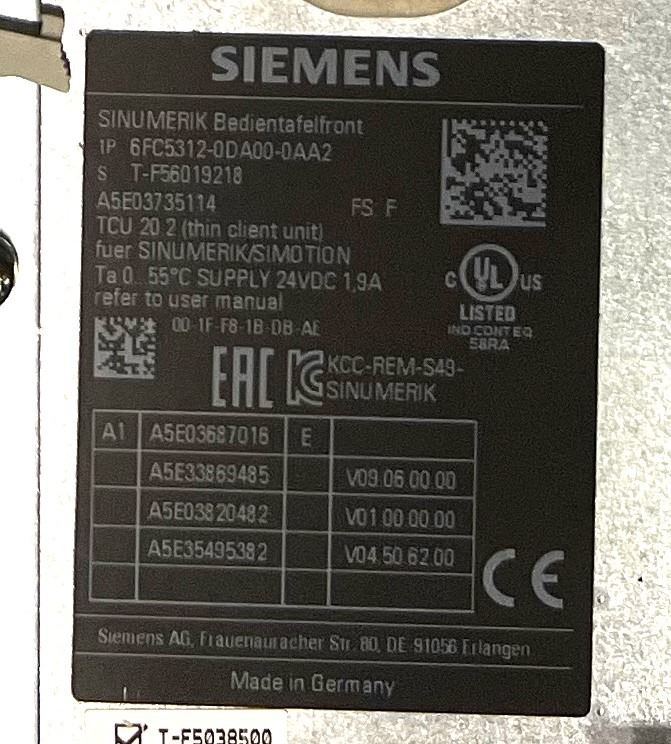 SIEMENS
SINUMERIK Bedientafelfront
1P 6FC5312-0DA00-0AA2
S T-F56019218
A5E03735114 FS F
TCU 20.2 (thin client unit)
fuer SINUMERIK/SIMOTION
Ta 0...55°C SUPPLY 24VDC 1,9A
refer to user manual
00-1F-F8-1B-DB-AE
C UL US
LISTED
IND.CONT.EQ
58RA
EAC
KCC-REM-S49-
SINUMERIK
A1 A5E03687016 E
A5E33869485 V09.06.00.00
A5E03820482 V01.00.00.00
A5E35495382 V04.50.62.00
CE
Siemens AG, Frauenauracher Str. 80, DE 91056 Erlangen
Made in Germany
T-F5038500